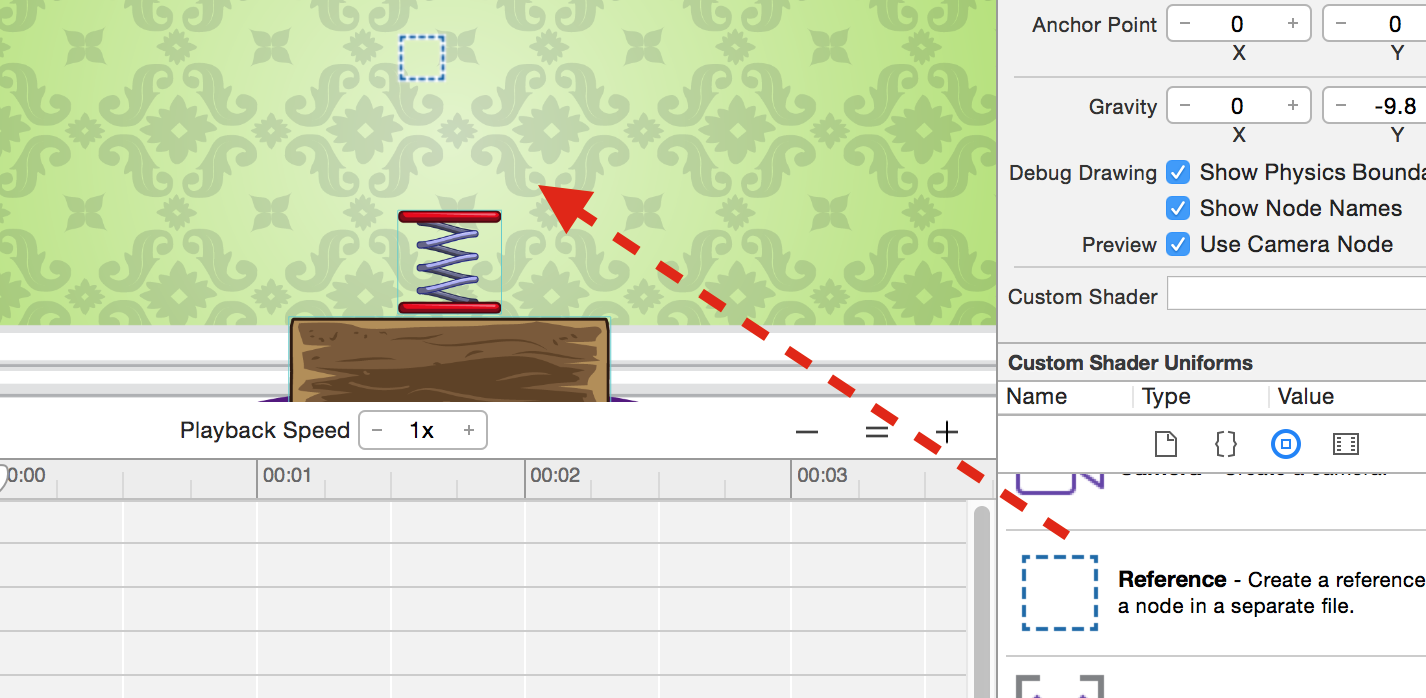 Anchor Point − 0 + − 0
X Y
Gravity − 0 + − -9.8
X Y
Debug Drawing Show Physics Bounda
Show Node Names
Preview Use Camera Node
Custom Shader
Custom Shader Uniforms
Name Type Value
Playback Speed − 1x +
0:00 00:01 00:02 00:03
Camera - Create a camera.
Reference - Create a reference
a node in a separate file.